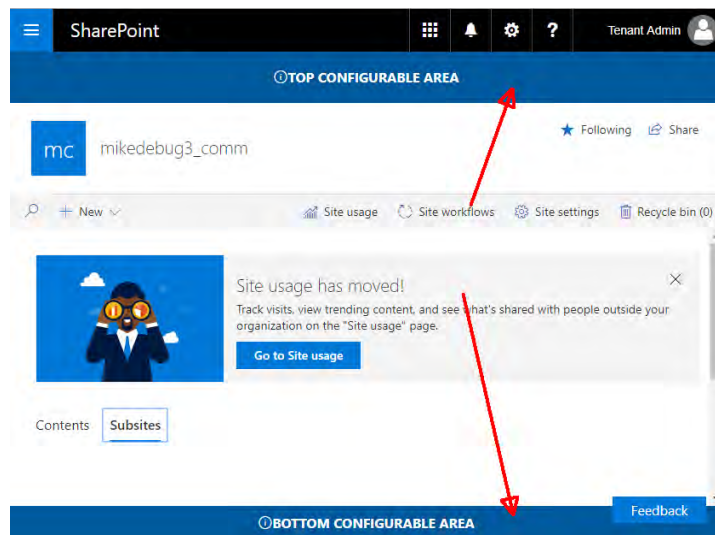 SharePoint ? Tenant Admin
ⓘTOP CONFIGURABLE AREA
mc mikedebug3_comm Following Share
+ New Site usage Site workflows Site settings Recycle bin (0)
Site usage has moved!
Track visits, view trending content, and see what's shared with people outside your
organization on the "Site usage" page.
Go to Site usage
Contents Subsites
Feedback
ⓘBOTTOM CONFIGURABLE AREA